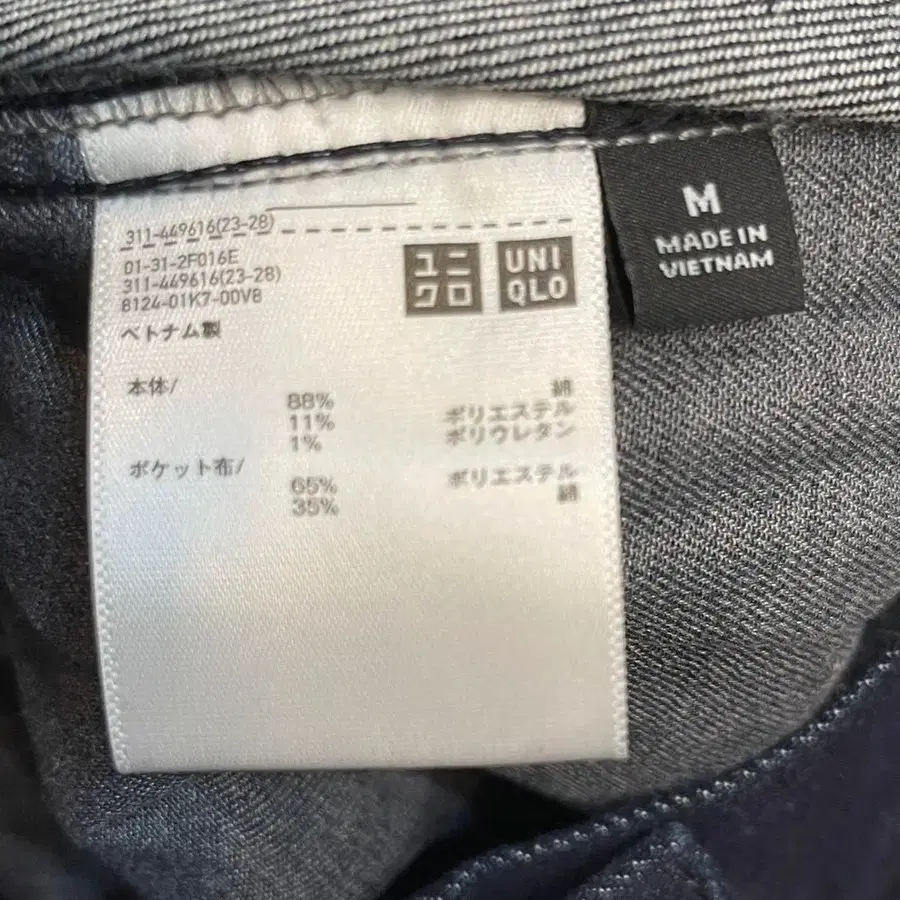 311-449616(23-28)
01-31-2F016E
311-449616(23-28)
8124-01K7-00V8
ベトナム製
ユニ
クロ
UNI
QLO
本体/
88% 綿
11% ポリエステル
1% ポリウレタン
ポケット布/
65% ポリエステル
35% 綿
M
MADE IN
VIETNAM